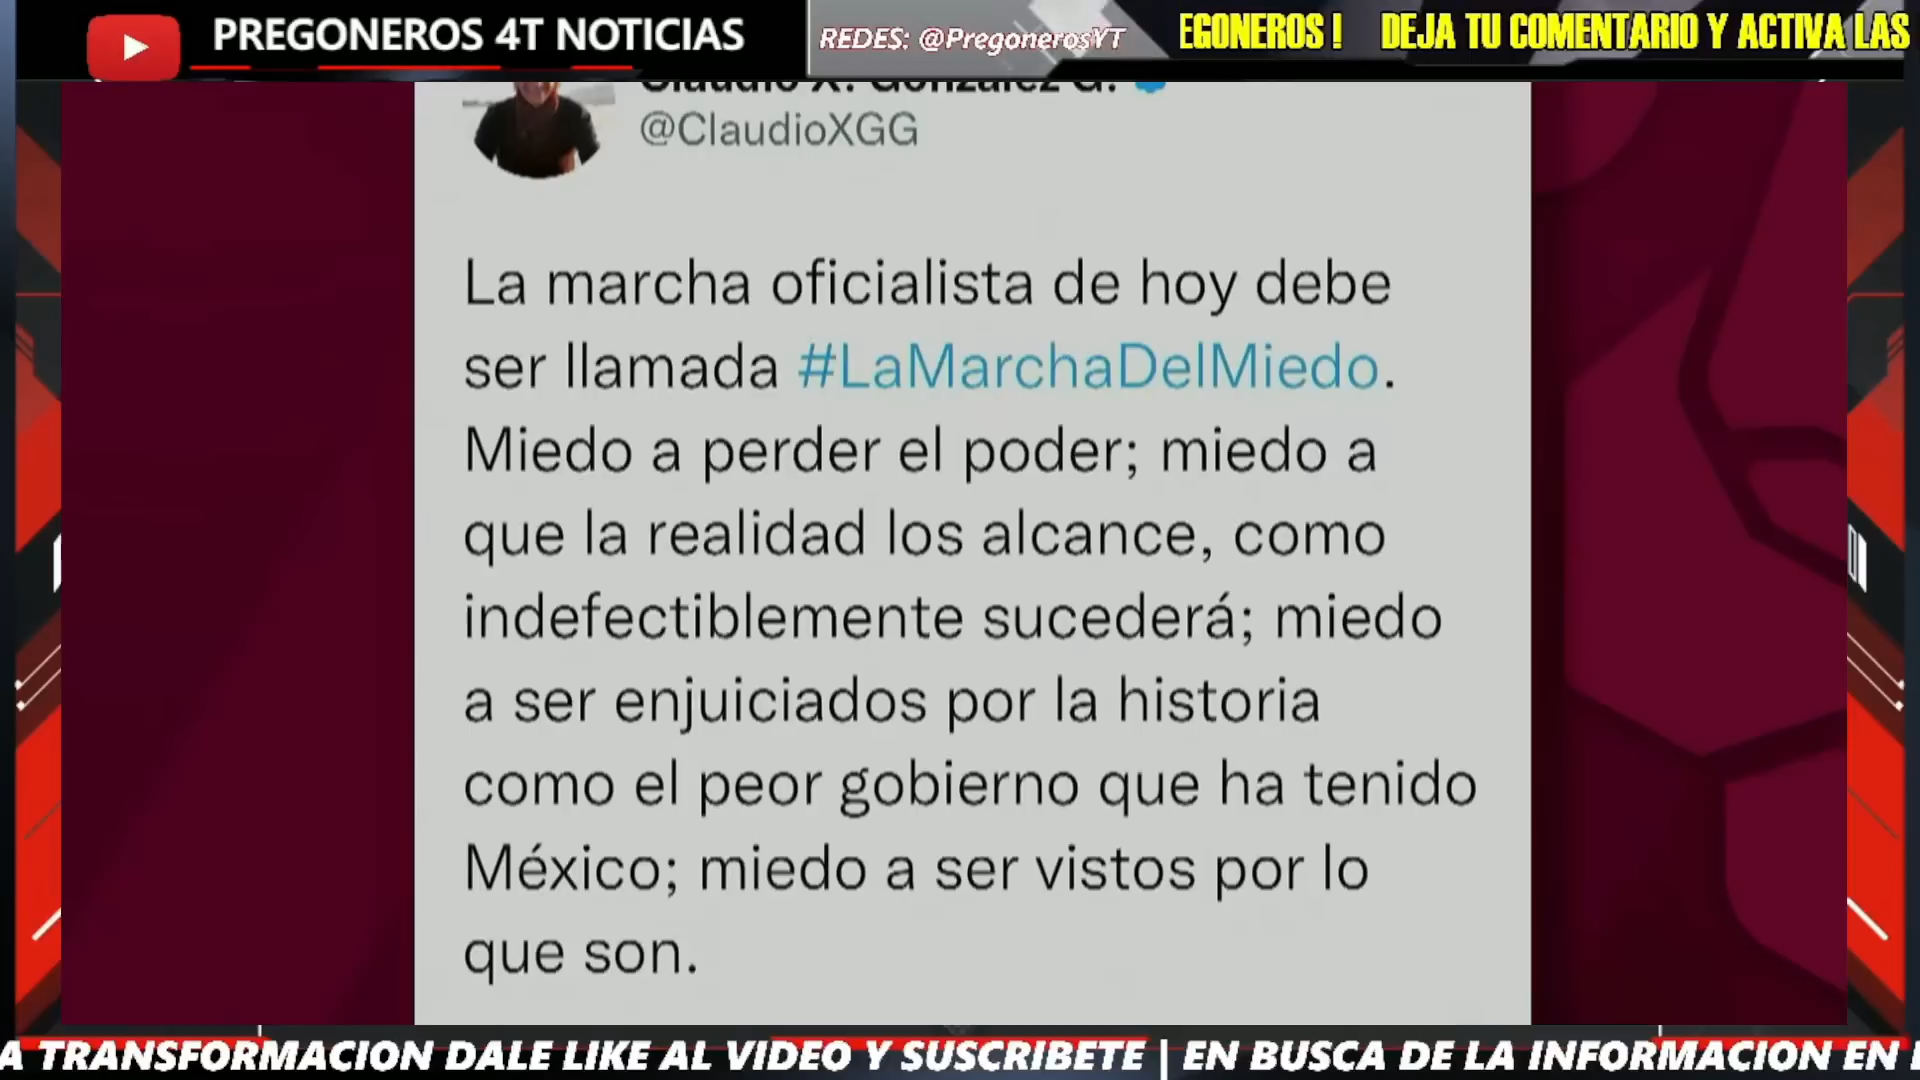 PREGONEROS 4T NOTICIAS
REDES: @PregonerosYT
EGONEROS ! DEJA TU COMENTARIO Y ACTIVA LAS
Claudio X. González G.
@ClaudioXGG
La marcha oficialista de hoy debe
ser llamada #LaMarchaDelMiedo.
Miedo a perder el poder; miedo a
que la realidad los alcance, como
indefectiblemente sucederá; miedo
a ser enjuiciados por la historia
como el peor gobierno que ha tenido
México; miedo a ser vistos por lo
que son.
A TRANSFORMACION DALE LIKE AL VIDEO Y SUSCRIBETE | EN BUSCA DE LA INFORMACION EN